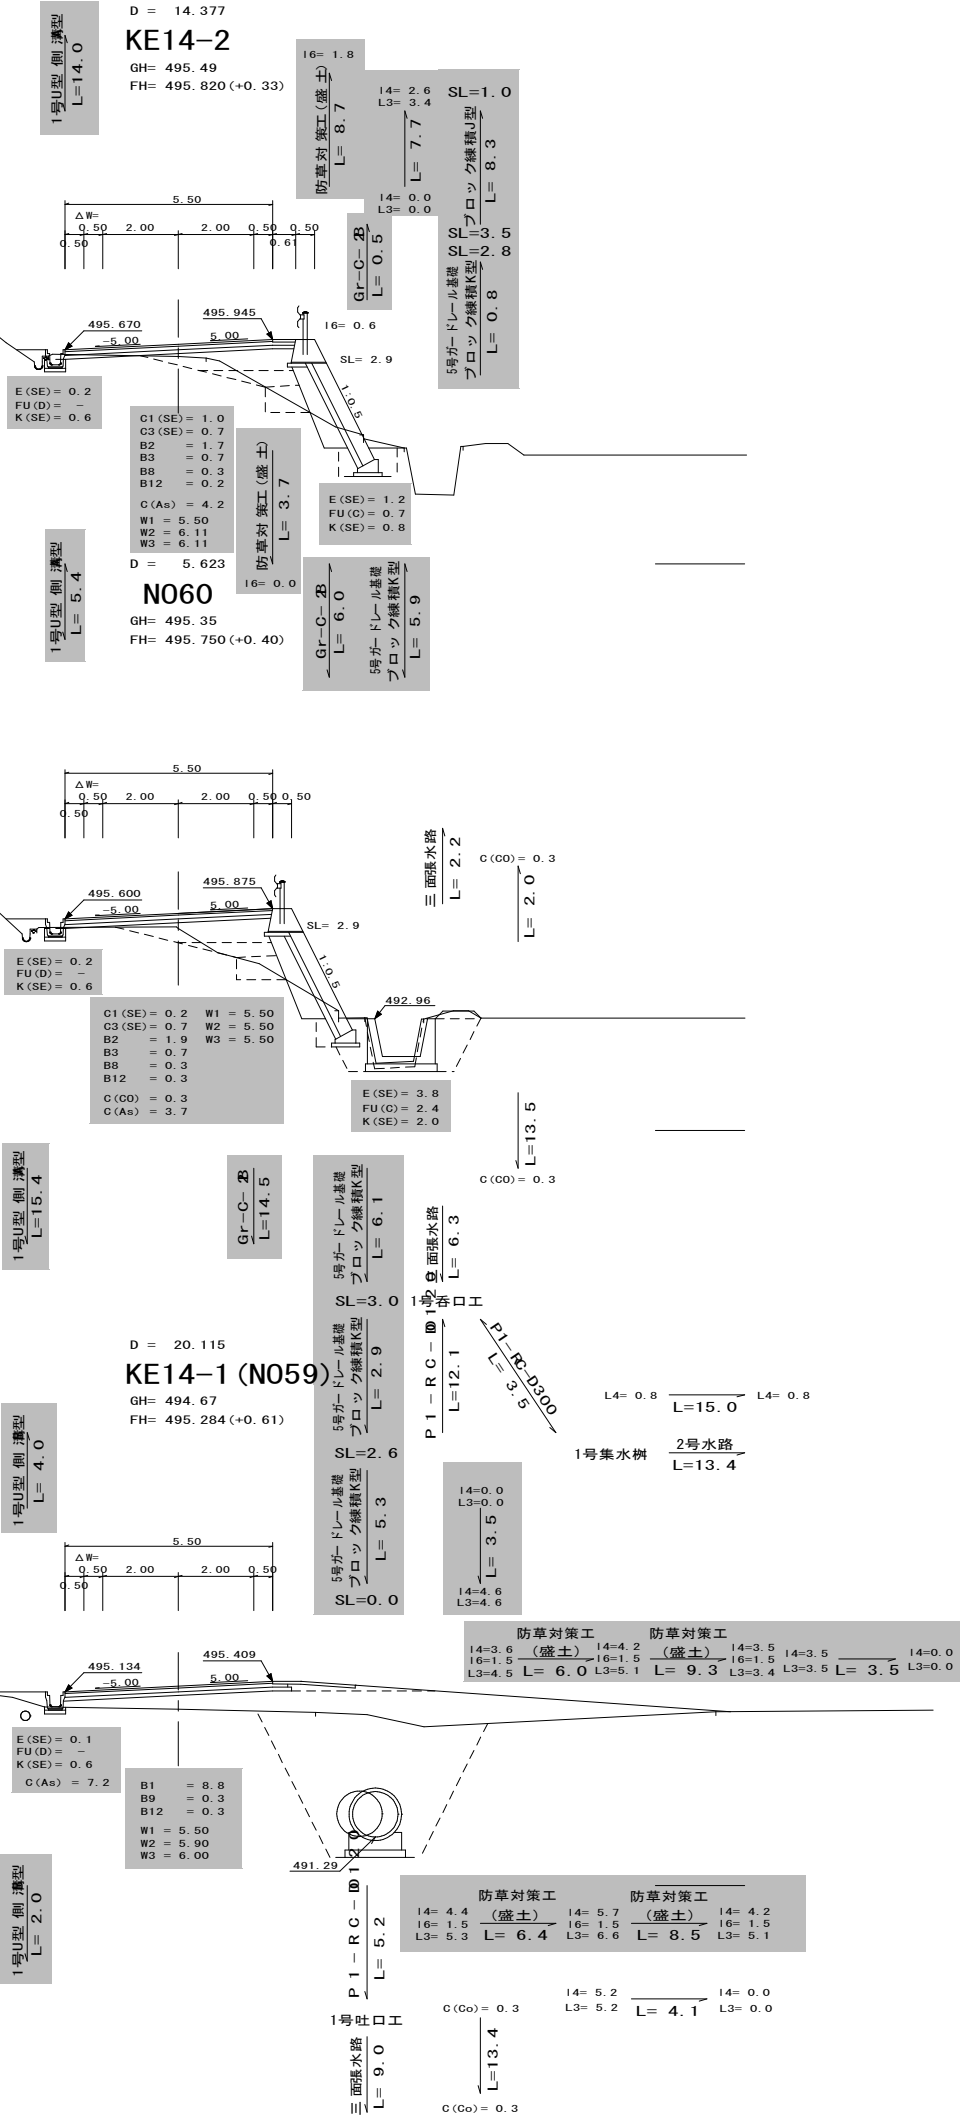 D = 14.377
KE14-2
GH= 495.49
FH= 495.820(+0.33)
1号U型側溝型
L=14.0
l6= 1.8
防草対策工(盛土)
L= 8.7
l4= 2.6
L3= 3.4
L= 7.7
l4= 0.0
L3= 0.0
SL=1.0
ブロック練積J型
L= 8.3
SL=3.5
SL=2.8
5号ガードレール基礎
ブロック練積K型
L= 0.8
Gr-C-2B
L= 0.5
5.50
△W=
0.50 2.00 2.00 0.50 0.50
0.50
0.61
495.670
495.945
-5.00
5.00
l6= 0.6
SL= 2.9
1:0.5
E(SE)= 0.2
FU(D)= -
K(SE)= 0.6
C1(SE)= 1.0
C3(SE)= 0.7
B2 = 1.7
B3 = 0.7
B8 = 0.3
B12 = 0.2
C(As) = 4.2
W1 = 5.50
W2 = 6.11
W3 = 6.11
防草対策工(盛土)
L= 3.7
l6= 0.0
E(SE)= 1.2
FU(C)= 0.7
K(SE)= 0.8
D = 5.623
NO60
GH= 495.35
FH= 495.750(+0.40)
1号U型側溝型
L= 5.4
Gr-C-2B
L= 6.0
5号ガードレール基礎
ブロック練積K型
L= 5.9
5.50
△W=
0.50 2.00 2.00 0.50 0.50
0.50
三面張水路
L= 2.2
C(CO)= 0.3
L= 2.0
495.600
495.875
-5.00
5.00
SL= 2.9
1:0.5
492.96
E(SE)= 0.2
FU(D)= -
K(SE)= 0.6
C1(SE)= 0.2 W1 = 5.50
C3(SE)= 0.7 W2 = 5.50
B2 = 1.9 W3 = 5.50
B3 = 0.7
B8 = 0.3
B12 = 0.3
C(CO) = 0.3
C(As) = 3.7
E(SE)= 3.8
FU(C)= 2.4
K(SE)= 2.0
L=13.5
C(CO)= 0.3
1号U型側溝型
L=15.4
Gr-C-2B
L=14.5
5号ガードレール基礎
ブロック練積K型
L= 6.1
SL=3.0
三面張水路
L= 6.3
1号呑口工
D = 20.115
KE14-1(NO59)
GH= 494.67
FH= 495.284(+0.61)
5号ガードレール基礎
ブロック練積K型
L= 2.9
SL=2.6
P1-RC-D1200
L=12.1
P1-RC-D300
L= 3.5
L4= 0.8
L=15.0
L4= 0.8
1号集水桝
2号水路
L=13.4
1号U型側溝型
L= 4.0
5号ガードレール基礎
ブロック練積K型
L= 5.3
SL=0.0
l4=0.0
L3=0.0
L= 3.5
l4=4.6
L3=4.6
5.50
△W=
0.50 2.00 2.00 0.50
0.50
防草対策工
(盛土)
L= 6.0
l4=3.6
l6=1.5
L3=4.5
l4=4.2
l6=1.5
L3=5.1
防草対策工
(盛土)
L= 9.3
l4=3.5
l6=1.5
L3=3.4
l4=3.5
L3=3.5
L= 3.5
l4=0.0
L3=0.0
495.134
495.409
-5.00
5.00
E(SE)= 0.1
FU(D)= -
K(SE)= 0.6
C(As) = 7.2
B1 = 8.8
B9 = 0.3
B12 = 0.3
W1 = 5.50
W2 = 5.90
W3 = 6.00
491.29
1号U型側溝型
L= 2.0
P1-RC-D1200
L= 5.2
防草対策工
(盛土)
L= 6.4
l4= 4.4
l6= 1.5
L3= 5.3
l4= 5.7
l6= 1.5
L3= 6.6
防草対策工
(盛土)
L= 8.5
l4= 4.2
l6= 1.5
L3= 5.1
l4= 5.2
L3= 5.2
L= 4.1
l4= 0.0
L3= 0.0
1号吐口工
C(Co)= 0.3
三面張水路
L= 9.0
L=13.4
C(Co)= 0.3